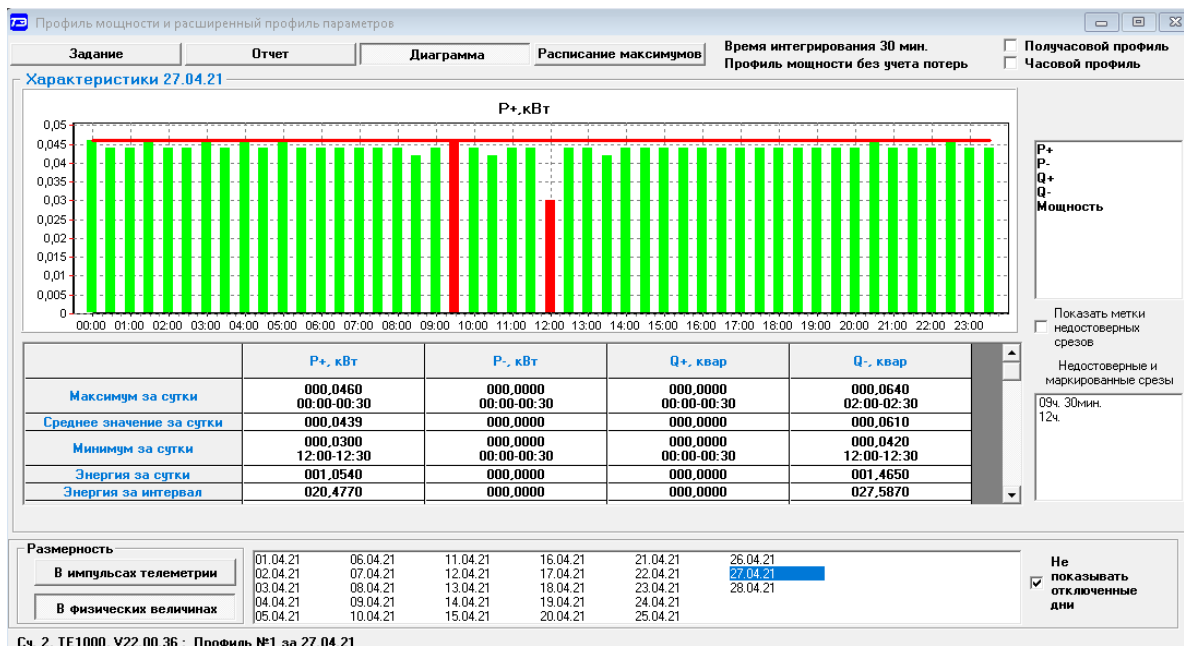 ТЭ Профиль мощности и расширенный профиль параметров
Задание Отчет Диаграмма Расписание максимумов
Время интегрирования 30 мин.
Профиль мощности без учета потерь
Получасовой профиль
Часовой профиль
Характеристики 27.04.21
P+,кВт
0,05
0,045
0,04
0,035
0,03
0,025
0,02
0,015
0,01
0,005
0
00:00 01:00 02:00 03:00 04:00 05:00 06:00 07:00 08:00 09:00 10:00 11:00 12:00 13:00 14:00 15:00 16:00 17:00 18:00 19:00 20:00 21:00 22:00 23:00
P+
P-
Q+
Q-
Мощность
Показать метки
недостоверных
срезов
Недостоверные и
маркированные срезы
09ч. 30мин.
12ч.
P+, кВт P-, кВт Q+, квар Q-, квар
Максимум за сутки
000,0460 000,0000 000,0000 000,0640
00:00-00:30 00:00-00:30 00:00-00:30 02:00-02:30
Среднее значение за сутки 000,0439 000,0000 000,0000 000,0610
Минимум за сутки
000,0300 000,0000 000,0000 000,0420
12:00-12:30 00:00-00:30 00:00-00:30 12:00-12:30
Энергия за сутки 001,0540 000,0000 000,0000 001,4650
Энергия за интервал 020,4770 000,0000 000,0000 027,5870
Размерность
В импульсах телеметрии
В физических величинах
01.04.21 06.04.21 11.04.21 16.04.21 21.04.21 26.04.21
02.04.21 07.04.21 12.04.21 17.04.21 22.04.21 27.04.21
03.04.21 08.04.21 13.04.21 18.04.21 23.04.21 28.04.21
04.04.21 09.04.21 14.04.21 19.04.21 24.04.21
05.04.21 10.04.21 15.04.21 20.04.21 25.04.21
Не
показывать
отключенные
дни
Сч. 2. TE1000. V22.00.36 : Профиль №1 за 27.04.21